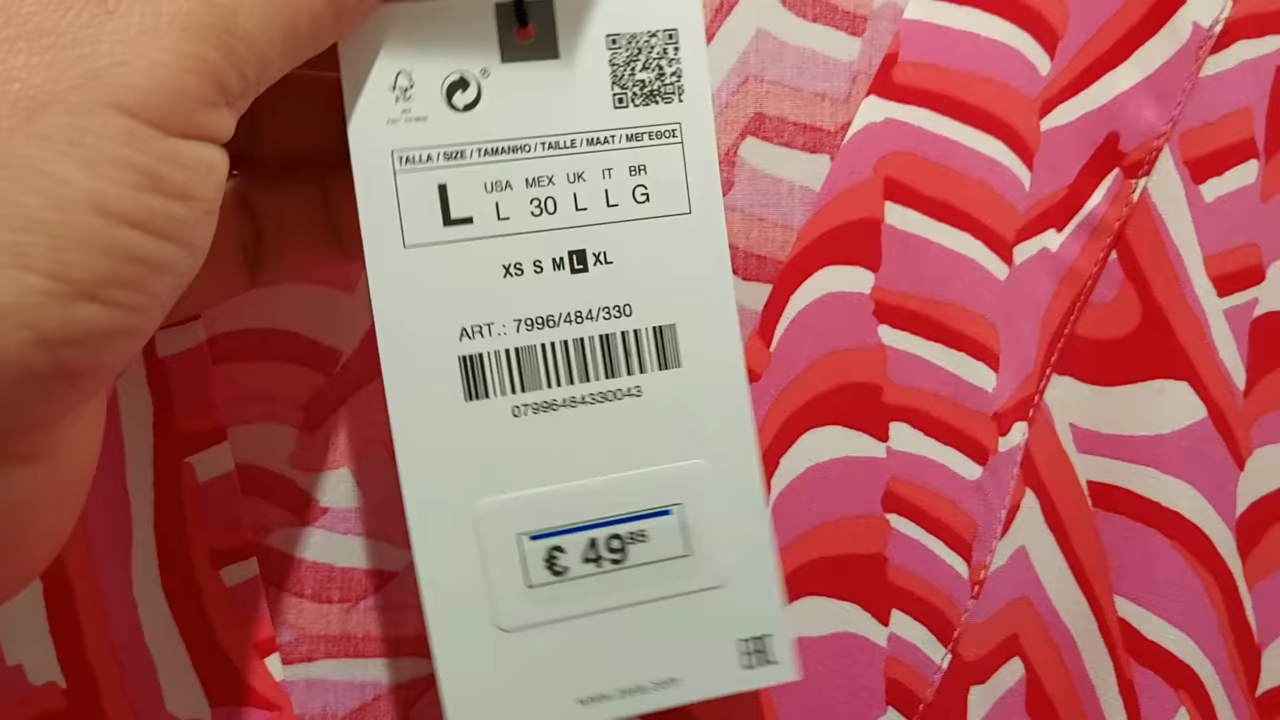 TALLA / SIZE / TAMANHO / TAILLE / MAAT / ΜΕΓΕΘΟΣ
USA MEX UK IT BR
L L 30 L L G
XS S M L XL
ART.: 7996/484/330
07996484330043
€ 49
EAC